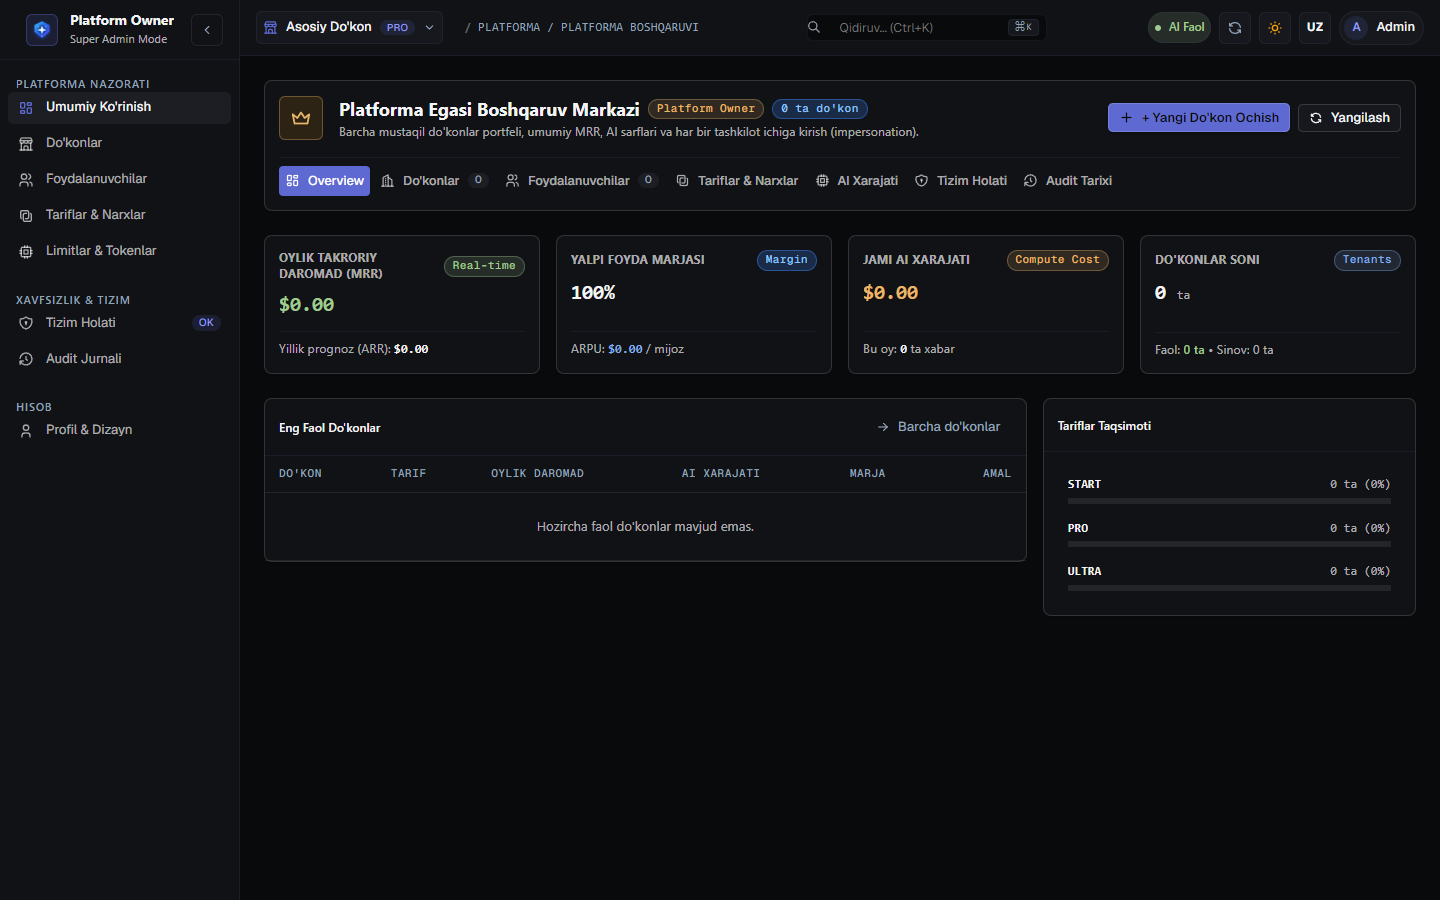 Platform Owner
Super Admin Mode
PLATFORMA NAZORATI
Umumiy Ko'rinish
Do'konlar
Foydalanuvchilar
Tariflar & Narxlar
Limitlar & Tokenlar
XAVFSIZLIK & TIZIM
Tizim Holati OK
Audit Jurnali
HISOB
Profil & Dizayn
Asosiy Do'kon PRO / PLATFORMA / PLATFORMA BOSHQARUVI Qidiruv... (Ctrl+K) ⌘K AI Faol UZ A Admin
Platforma Egasi Boshqaruv Markazi Platform Owner 0 ta do'kon
Barcha mustaqil do'konlar portfeli, umumiy MRR, AI sarflari va har bir tashkilot ichiga kirish (impersonation).
+ Yangi Do'kon Ochish Yangilash
Overview Do'konlar 0 Foydalanuvchilar 0 Tariflar & Narxlar AI Xarajati Tizim Holati Audit Tarixi
OYLIK TAKRORIY
DAROMAD (MRR)
Real-time
$0.00
Yillik prognoz (ARR): $0.00
YALPI FOYDA MARJASI Margin
100%
ARPU: $0.00 / mijoz
JAMI AI XARAJATI Compute Cost
$0.00
Bu oy: 0 ta xabar
DO'KONLAR SONI Tenants
0 ta
Faol: 0 ta • Sinov: 0 ta
Eng Faol Do'konlar Barcha do'konlar
DO'KON TARIF OYLIK DAROMAD AI XARAJATI MARJA AMAL
Hozircha faol do'konlar mavjud emas.
Tariflar Taqsimoti
START 0 ta (0%)
PRO 0 ta (0%)
ULTRA 0 ta (0%)